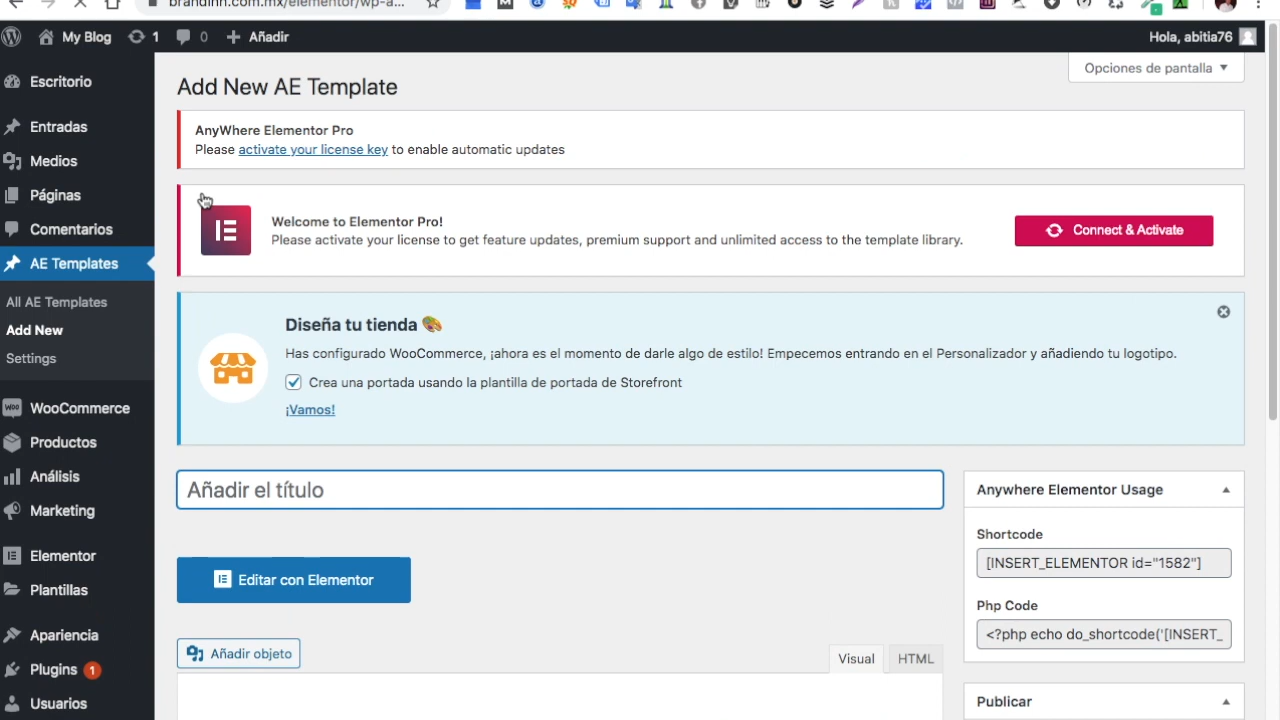 brandinn.com.mx/elementor/wp-a...
My Blog
1
0
Añadir
Hola, abitia76
Escritorio
Entradas
Medios
Páginas
Comentarios
AE Templates
All AE Templates
Add New
Settings
WooCommerce
Productos
Análisis
Marketing
Elementor
Plantillas
Apariencia
Plugins 1
Usuarios
Opciones de pantalla
Add New AE Template
AnyWhere Elementor Pro
Please activate your license key to enable automatic updates
Welcome to Elementor Pro!
Please activate your license to get feature updates, premium support and unlimited access to the template library.
Connect & Activate
Diseña tu tienda
Has configurado WooCommerce, ¡ahora es el momento de darle algo de estilo! Empecemos entrando en el Personalizador y añadiendo tu logotipo.
Crea una portada usando la plantilla de portada de Storefront
¡Vamos!
Añadir el título
Editar con Elementor
Añadir objeto
Visual
HTML
Anywhere Elementor Usage
Shortcode
[INSERT_ELEMENTOR id="1582"]
Php Code
<?php echo do_shortcode('[INSERT_
Publicar